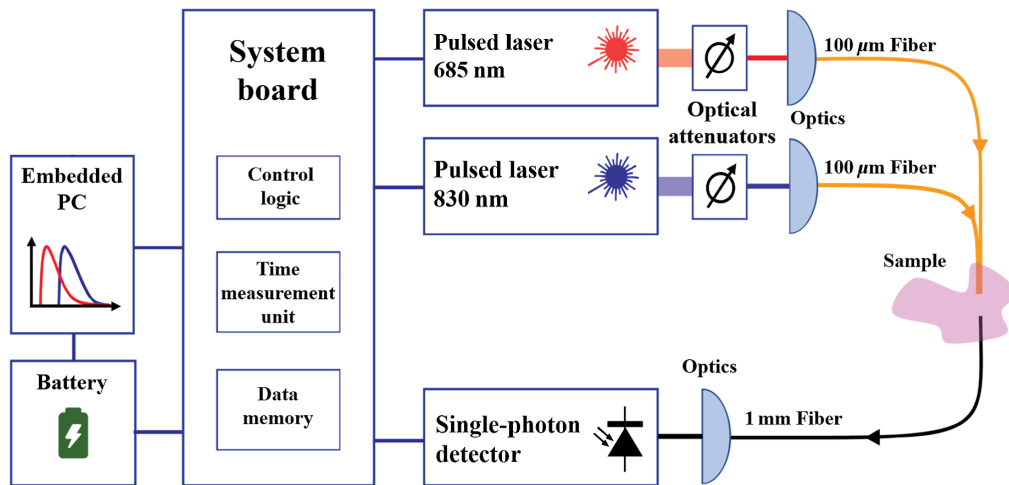 System
board
Control
logic
Time
measurement
unit
Data
memory
Embedded
PC
Battery
Pulsed laser
685 nm
Pulsed laser
830 nm
Optical
attenuators
Optics
100 µm Fiber
100 µm Fiber
Sample
Optics
1 mm Fiber
Single-photon
detector